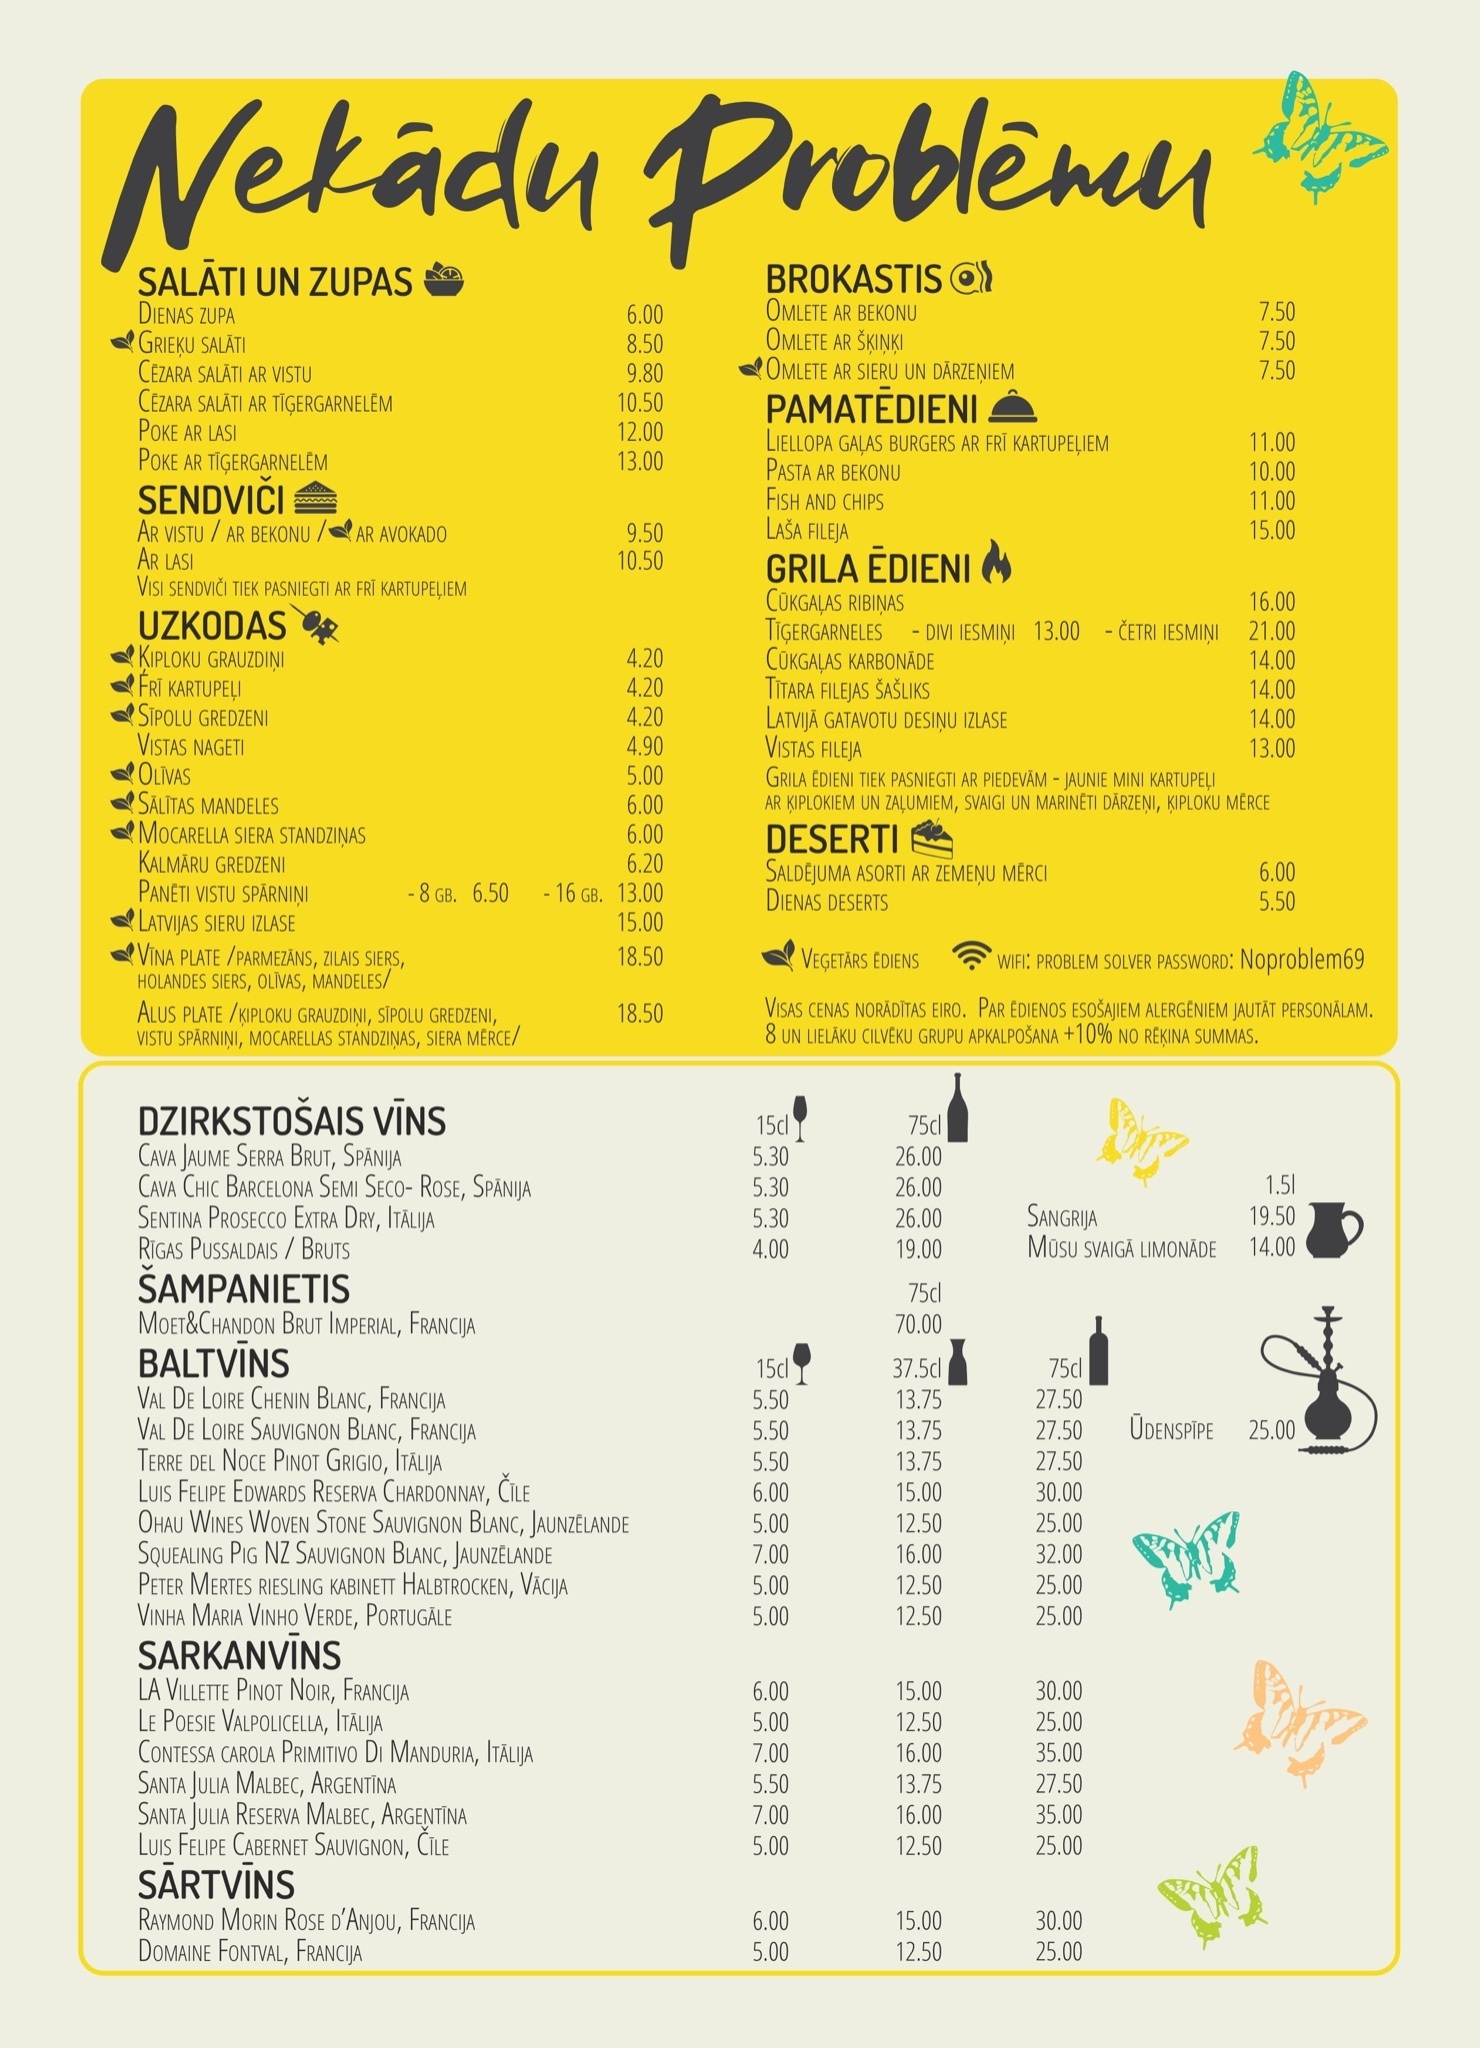 Nekādu Problēmu
SALĀTI UN ZUPAS
Dienas zupa 6.00
Grieķu salāti 8.50
Cēzara salāti ar vistu 9.80
Cēzara salāti ar tīģergarnelēm 10.50
Poke ar lasi 12.00
Poke ar tīģergarnelēm 13.00
SENDVIČI
Ar vistu / ar bekonu / ar avokado 9.50
Ar lasi 10.50
Visi sendviči tiek pasniegti ar frī kartupeļiem
UZKODAS
Ķiploku grauzdiņi 4.20
Frī kartupeļi 4.20
Sīpolu gredzeni 4.20
Vistas nageti 4.90
Olīvas 5.00
Sālītas mandeles 6.00
Mocarella siera standziņas 6.00
Kalmāru gredzeni 6.20
Panēti vistu spārniņi - 8 gb. 6.50 - 16 gb. 13.00
Latvijas sieru izlase 15.00
Vīna plate /parmezāns, zilais siers, 18.50
holandes siers, olīvas, mandeles/
Alus plate /ķiploku grauzdiņi, sīpolu gredzeni, 18.50
vistu spārniņi, mocarellas standziņas, siera mērce/
BROKASTIS
Omlete ar bekonu 7.50
Omlete ar šķiņķi 7.50
Omlete ar sieru un dārzeņiem 7.50
PAMATĒDIENI
Liellopa gaļas burgers ar frī kartupeļiem 11.00
Pasta ar bekonu 10.00
Fish and chips 11.00
Laša fileja 15.00
GRILA ĒDIENI
Cūkgaļas ribiņas 16.00
Tīģergarneles - divi iesmiņi 13.00 - četri iesmiņi 21.00
Cūkgaļas karbonāde 14.00
Tītara filejas šašliks 14.00
Latvijā gatavotu desiņu izlase 14.00
Vistas fileja 13.00
Grila ēdieni tiek pasniegti ar piedevām - jaunie mini kartupeļi
ar ķiplokiem un zaļumiem, svaigi un marinēti dārzeņi, ķiploku mērce
DESERTI
Saldējuma asorti ar zemeņu mērci 6.00
Dienas deserts 5.50
Veģetārs ēdiens wifi: problem solver password: Noproblem69
Visas cenas norādītas eiro. Par ēdienos esošajiem alergēniem jautāt personālam.
8 un lielāku cilvēku grupu apkalpošana +10% no rēķina summas.
DZIRKSTOŠAIS VĪNS 15cl 75cl
Cava Jaume Serra Brut, Spānija 5.30 26.00
Cava Chic Barcelona Semi Seco- Rose, Spānija 5.30 26.00
Sentina Prosecco Extra Dry, Itālija 5.30 26.00
Rīgas Pussaldais / Bruts 4.00 19.00
ŠAMPANIETIS 75cl
Moet&Chandon Brut Imperial, Francija 70.00
BALTVĪNS 15cl 37.5cl 75cl
Val De Loire Chenin Blanc, Francija 5.50 13.75 27.50
Val De Loire Sauvignon Blanc, Francija 5.50 13.75 27.50
Terre del Noce Pinot Grigio, Itālija 5.50 13.75 27.50
Luis Felipe Edwards Reserva Chardonnay, Čīle 6.00 15.00 30.00
Ohau Wines Woven Stone Sauvignon Blanc, Jaunzēlande 5.00 12.50 25.00
Squealing Pig NZ Sauvignon Blanc, Jaunzēlande 7.00 16.00 32.00
Peter Mertes riesling kabinett Halbtrocken, Vācija 5.00 12.50 25.00
Vinha Maria Vinho Verde, Portugāle 5.00 12.50 25.00
SARKANVĪNS
LA Villette Pinot Noir, Francija 6.00 15.00 30.00
Le Poesie Valpolicella, Itālija 5.00 12.50 25.00
Contessa carola Primitivo Di Manduria, Itālija 7.00 16.00 35.00
Santa Julia Malbec, Argentīna 5.50 13.75 27.50
Santa Julia Reserva Malbec, Argentīna 7.00 16.00 35.00
Luis Felipe Cabernet Sauvignon, Čīle 5.00 12.50 25.00
SĀRTVĪNS
Raymond Morin Rose d'Anjou, Francija 6.00 15.00 30.00
Domaine Fontval, Francija 5.00 12.50 25.00
1.5l
Sangrija 19.50
Mūsu svaigā limonāde 14.00
Ūdenspīpe 25.00